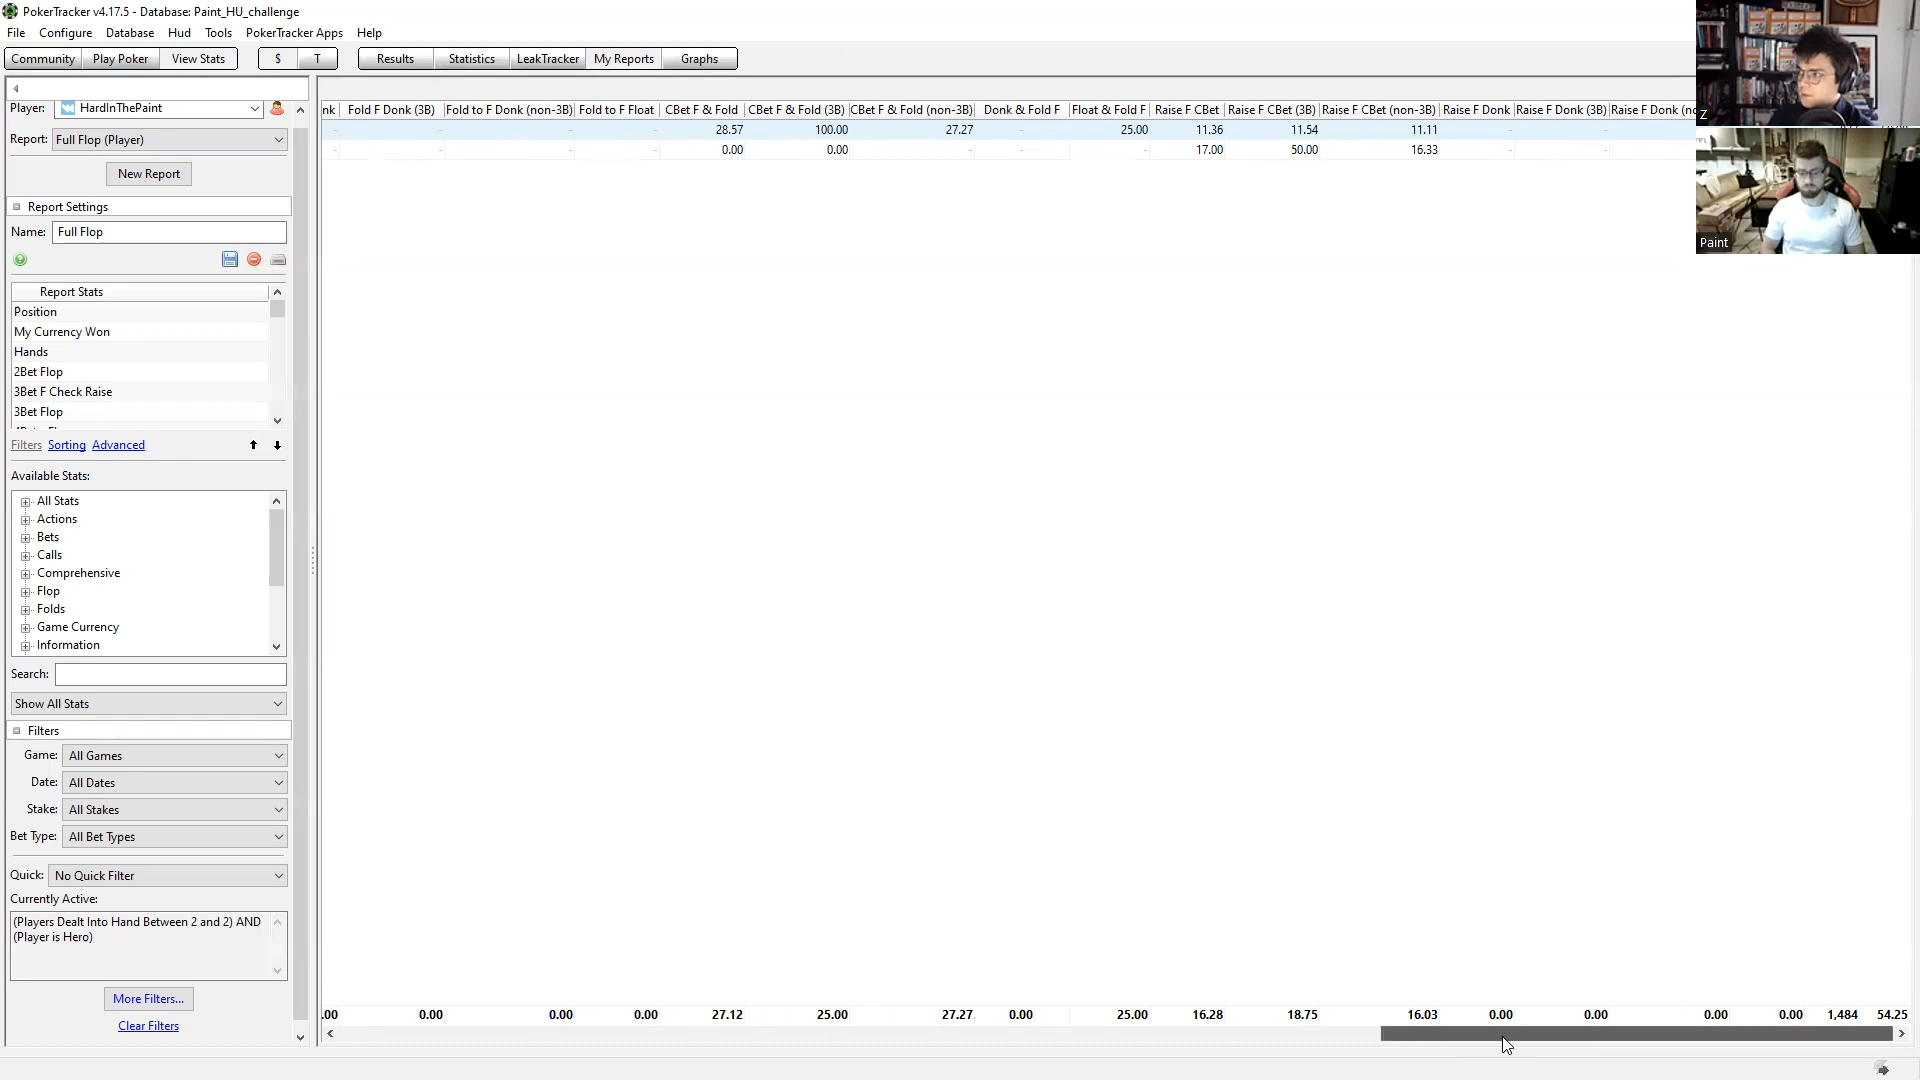 PokerTracker v4.17.5 - Database: Paint_HU_challenge
File Configure Database Hud Tools PokerTracker Apps Help
Community Play Poker View Stats $ T Results Statistics LeakTracker My Reports Graphs
Player: HardInThePaint
Report: Full Flop (Player)
New Report
Report Settings
Name: Full Flop
Report Stats
Position
My Currency Won
Hands
2Bet Flop
3Bet F Check Raise
3Bet Flop
Filters Sorting Advanced
Available Stats:
All Stats
Actions
Bets
Calls
Comprehensive
Flop
Folds
Game Currency
Information
Search:
Show All Stats
Filters
Game: All Games
Date: All Dates
Stake: All Stakes
Bet Type: All Bet Types
Quick: No Quick Filter
Currently Active:
(Players Dealt Into Hand Between 2 and 2) AND
(Player is Hero)
More Filters...
Clear Filters
nk Fold F Donk (3B) Fold to F Donk (non-3B) Fold to F Float CBet F & Fold CBet F & Fold (3B) CBet F & Fold (non-3B) Donk & Fold F Float & Fold F Raise F CBet Raise F CBet (3B) Raise F CBet (non-3B) Raise F Donk Raise F Donk (3B) Raise F Donk (no
- - - - 28.57 100.00 27.27 - 25.00 11.36 11.54 11.11 - -
- - - - 0.00 0.00 - - - 17.00 50.00 16.33 - -
.00 0.00 0.00 0.00 27.12 25.00 27.27 0.00 25.00 16.28 18.75 16.03 0.00 0.00 0.00 0.00 1,484 54.25
Z
Paint